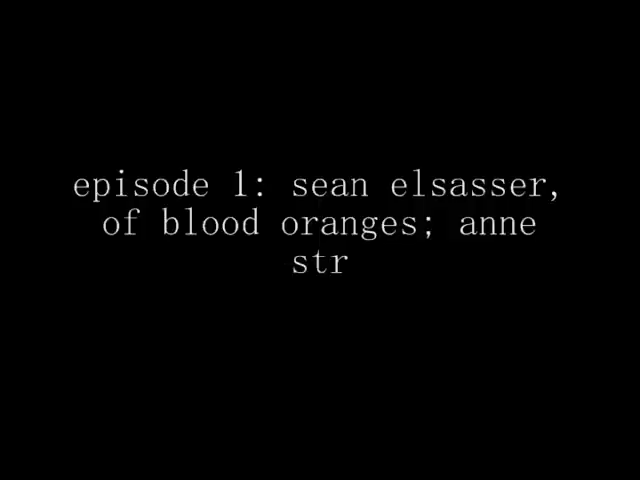 episode 1: sean elsasser,
of blood oranges; anne
str